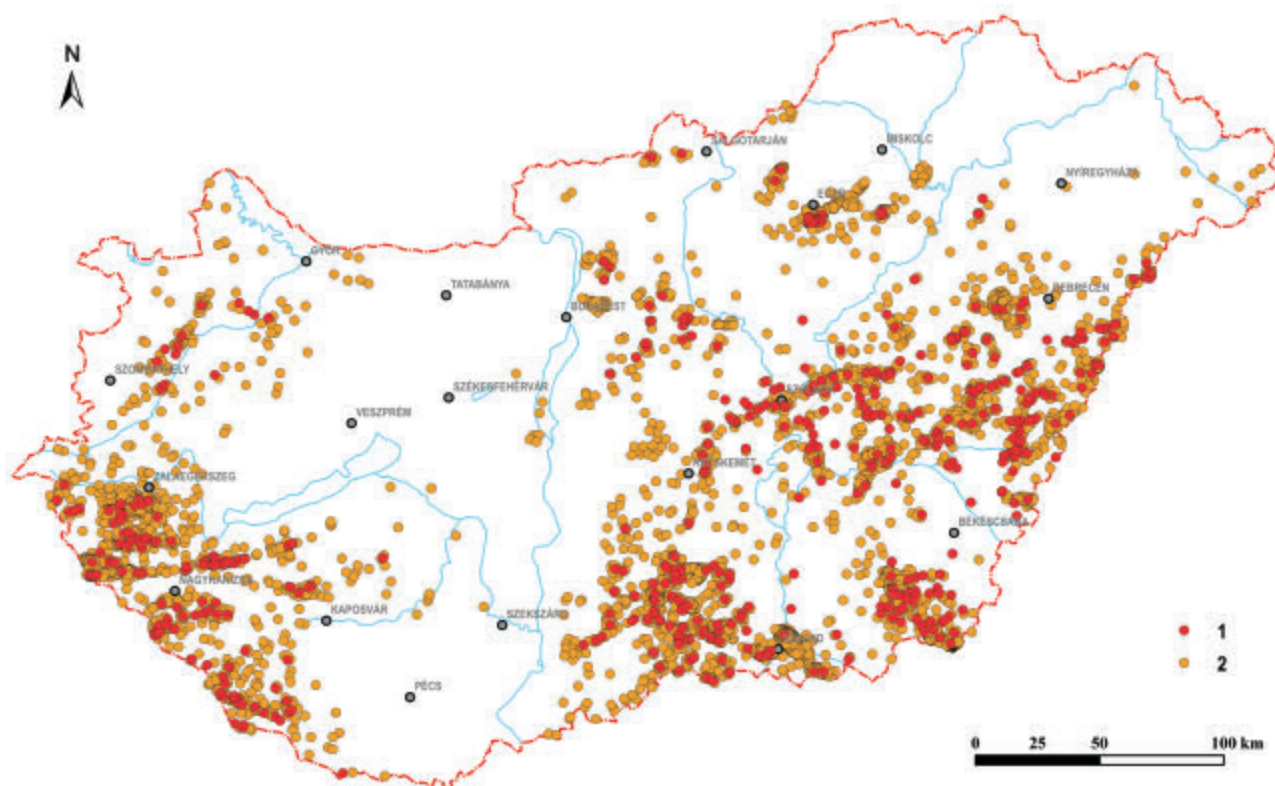 N
SALGÓTARJÁN
MISKOLC
NYÍREGYHÁZA
EGER
GYŐR
TATABÁNYA
DEBRECEN
BUDAPEST
SZOMBATHELY
SZÉKESFEHÉRVÁR
VESZPRÉM
KECSKEMÉT
ZALAEGERSZEG
BÉKÉSCSABA
NAGYKANIZSA
KAPOSVÁR
SZEKSZÁRD
PÉCS
1
2
0 25 50 100 km